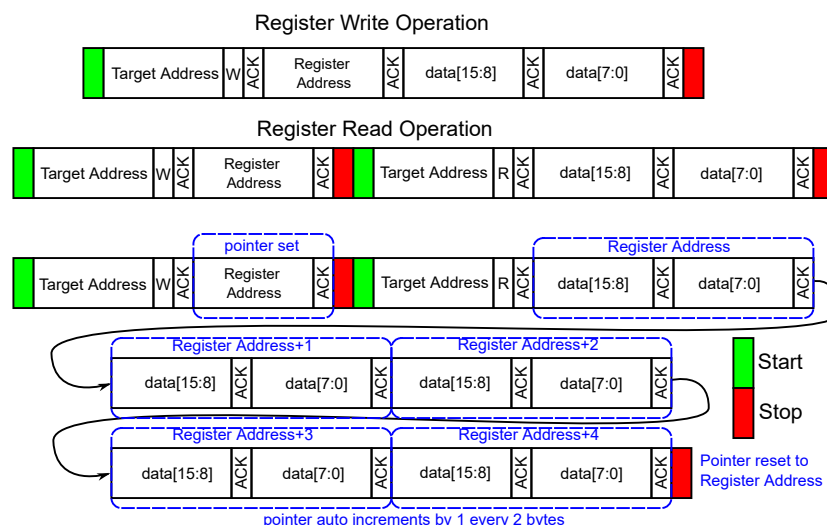 Register Write Operation
Target Address W ACK Register Address ACK data[15:8] ACK data[7:0] ACK
Register Read Operation
Target Address W ACK Register Address ACK Target Address R ACK data[15:8] ACK data[7:0] ACK
pointer set Register Address
Target Address W ACK Register Address ACK Target Address R ACK data[15:8] ACK data[7:0] ACK
Register Address+1 Register Address+2
data[15:8] ACK data[7:0] ACK data[15:8] ACK data[7:0] ACK
Start
Stop
Register Address+3 Register Address+4
data[15:8] ACK data[7:0] ACK data[15:8] ACK data[7:0] ACK
Pointer reset to
Register Address
pointer auto increments by 1 every 2 bytes